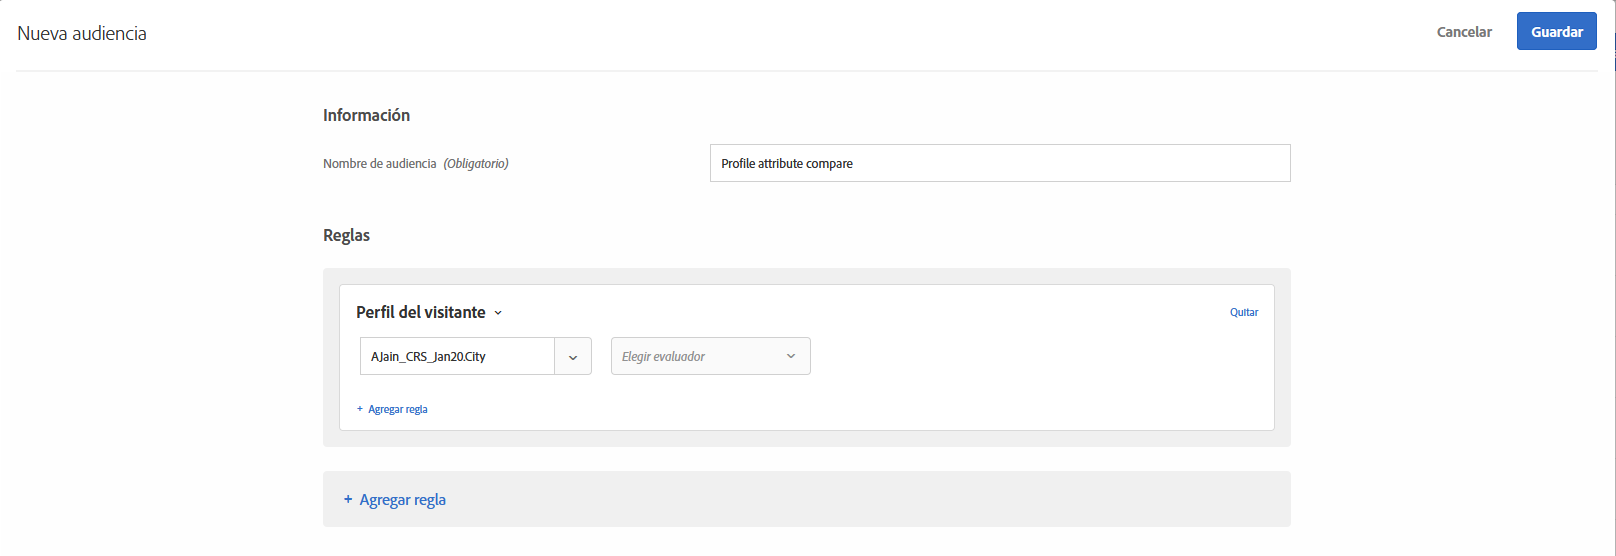 Nueva audiencia
Cancelar
Guardar
Información
Nombre de audiencia (Obligatorio)
Profile attribute compare
Reglas
Perfil del visitante
Quitar
AJain_CRS_Jan20.City
Elegir evaluador
+ Agregar regla
+ Agregar regla